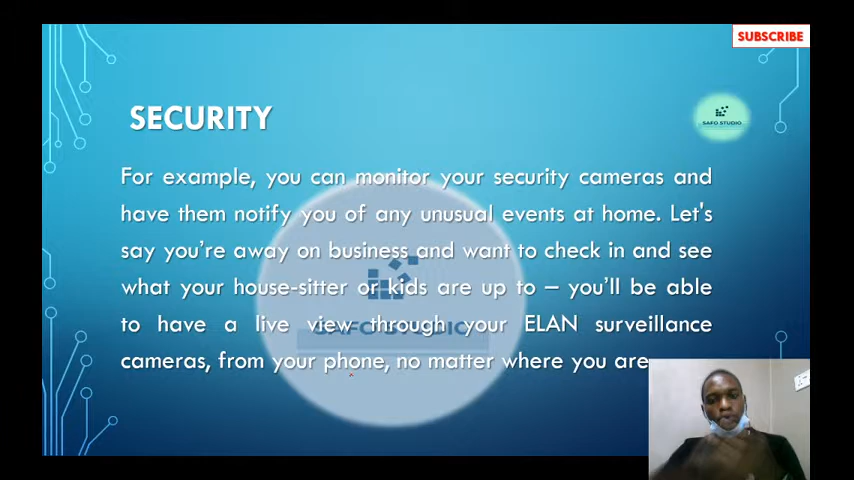 SUBSCRIBE
SECURITY
SAFO.STUDIO
For example, you can monitor your security cameras and
have them notify you of any unusual events at home. Let's
say you're away on business and want to check in and see
what your house-sitter or kids are up to – you'll be able
to have a live view through your ELAN surveillance
cameras, from your phone, no matter where you are
SAFO.STUDIO